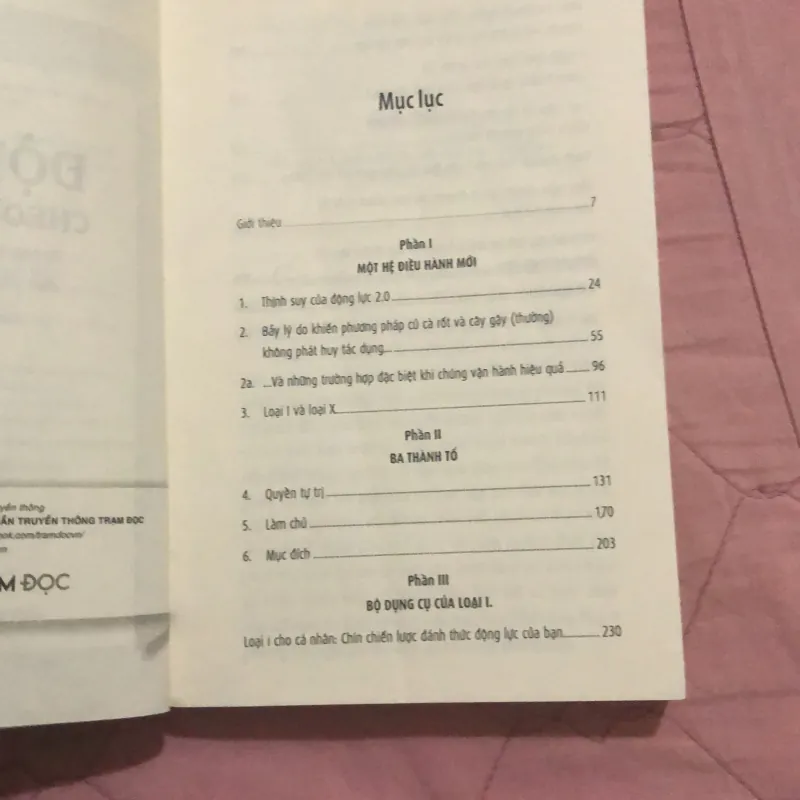 Mục lục
Giới thiệu 7
Phần I
MỘT HỆ ĐIỀU HÀNH MỚI
1. Thịnh suy của động lực 2.0 24
2. Bảy lý do khiến phương pháp củ cà rốt và cây gậy (thường)
không phát huy tác dụng... 55
2a. ...Và những trường hợp đặc biệt khi chúng vận hành hiệu quả 96
3. Loại I và loại X 111
Phần II
BA THÀNH TỐ
4. Quyền tự trị 131
5. Làm chủ 170
6. Mục đích 203
Phần III
BỘ DỤNG CỤ CỦA LOẠI I.
Loại I cho cá nhân: Chín chiến lược đánh thức động lực của bạn 230
TRUYỀN THÔNG TRẠM ĐỌC
ĐỌC